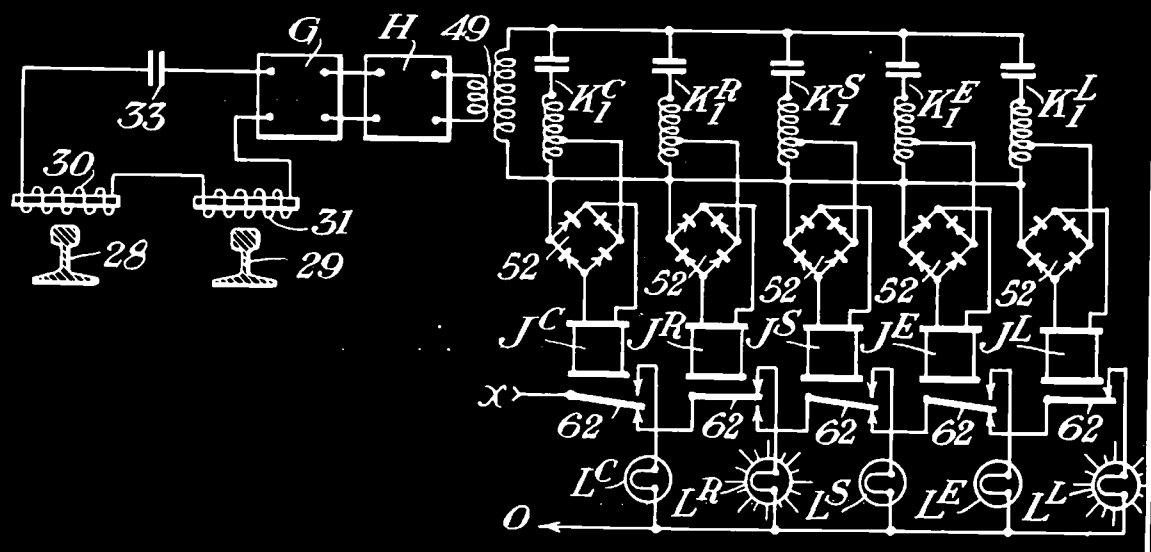 G H 49
33
K₁ᶜ K₁ᴿ K₁ˢ K₁ᴱ K₁ᴸ
30
31
28 29
52 52 52 52 52
Jᶜ Jᴿ Jˢ Jᴱ Jᴸ
x
62 62 62 62 62
Lᶜ Lᴿ Lˢ Lᴱ Lᴸ
O